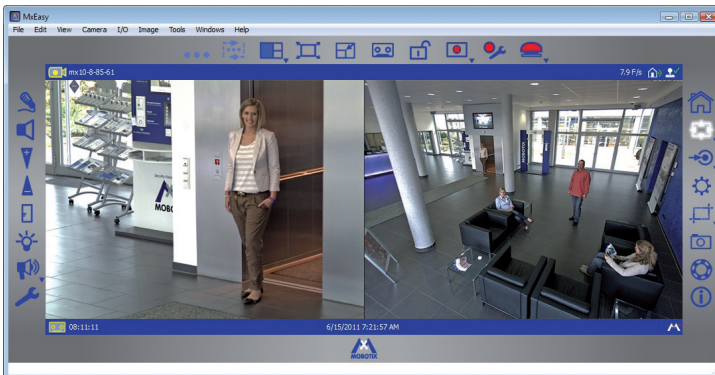 MxEasy
File Edit View Camera I/O Image Tools Windows Help
mx10-8-85-61 7.9 F/s
MOBOTIX
MOBOTIX
08:11:11 6/15/2011 7:21:57 AM
MOBOTIX